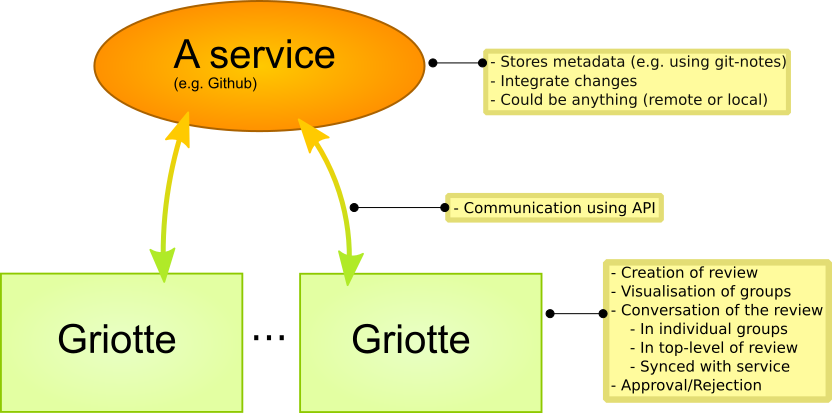 A service
(e.g. Github)
- Stores metadata (e.g. using git-notes)
- Integrate changes
- Could be anything (remote or local)
- Communication using API
Griotte
...
Griotte
- Creation of review
- Visualisation of groups
- Conversation of the review
- In individual groups
- In top-level of review
- Synced with service
- Approval/Rejection